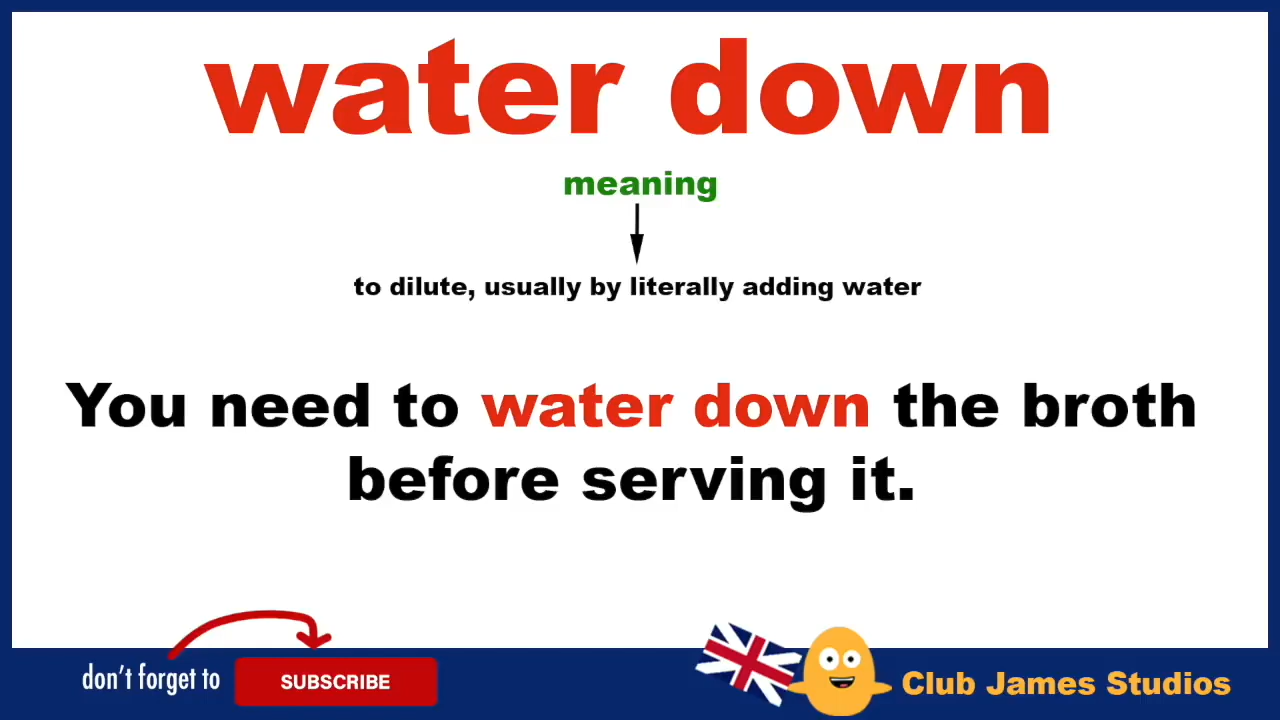 water down
meaning
to dilute, usually by literally adding water
You need to water down the broth
before serving it.
don't forget to
SUBSCRIBE
Club James Studios